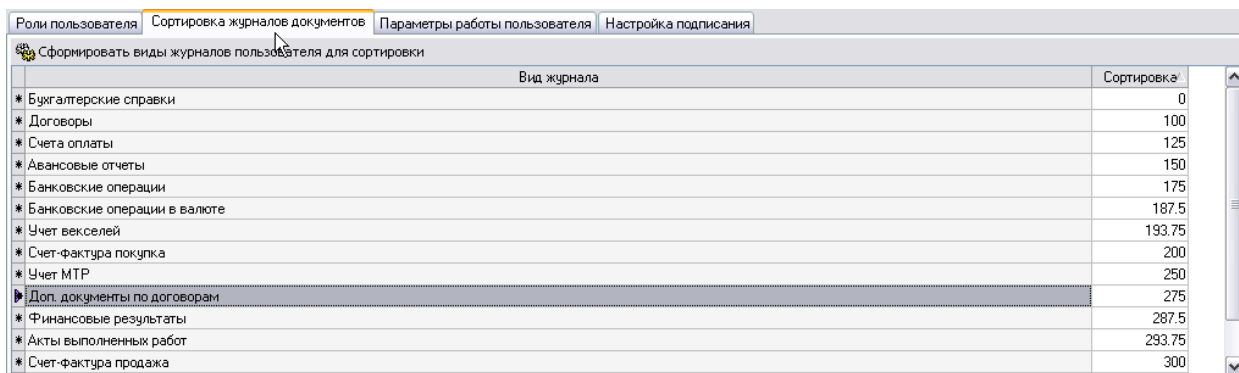 Роли пользователя Сортировка журналов документов Параметры работы пользователя Настройка подписания
Сформировать виды журналов пользователя для сортировки
Вид журнала Сортировка
Бухгалтерские справки 0
Договоры 100
Счета оплаты 125
Авансовые отчеты 150
Банковские операции 175
Банковские операции в валюте 187.5
Учет векселей 193.75
Счет-фактура покупка 200
Учет МТР 250
Доп. документы по договорам 275
Финансовые результаты 287.5
Акты выполненных работ 293.75
Счет-фактура продажа 300